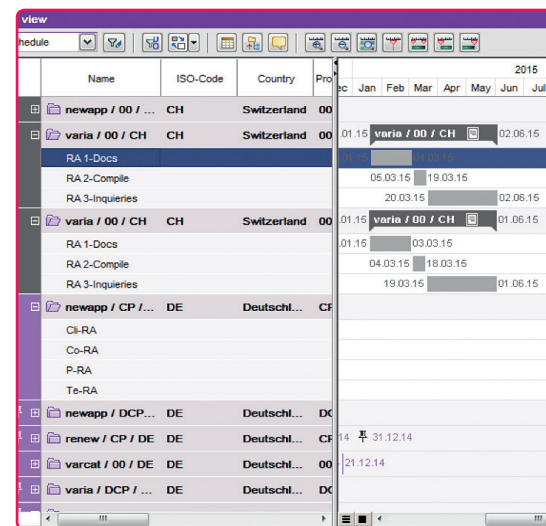 view
hedule
2015
Name ISO-Code Country Pro
ec Jan Feb Mar Apr May Jun Jul
newapp / 00 / ... CH Switzerland 00
varia / 00 / CH CH Switzerland 00 .01.15 varia / 00 / CH 02.06.15
RA 1-Docs 04.03.15
RA 2-Compile 05.03.15 19.03.15
RA 3-Inquieries 20.03.15 02.06.15
varia / 00 / CH CH Switzerland 00 .01.15 varia / 00 / CH 01.06.15
RA 1-Docs .01.15 03.03.15
RA 2-Compile 04.03.15 18.03.15
RA 3-Inquieries 19.03.15 01.06.15
newapp / CP /... DE Deutschl... CP
Cli-RA
Co-RA
P-RA
Te-RA
newapp / DCP... DE Deutschl... DC
renew / CP / DE DE Deutschl... CP 14 31.12.14
varcat / 00 / DE DE Deutschl... 00 21.12.14
varia / DCP / ... DE Deutschl... DC